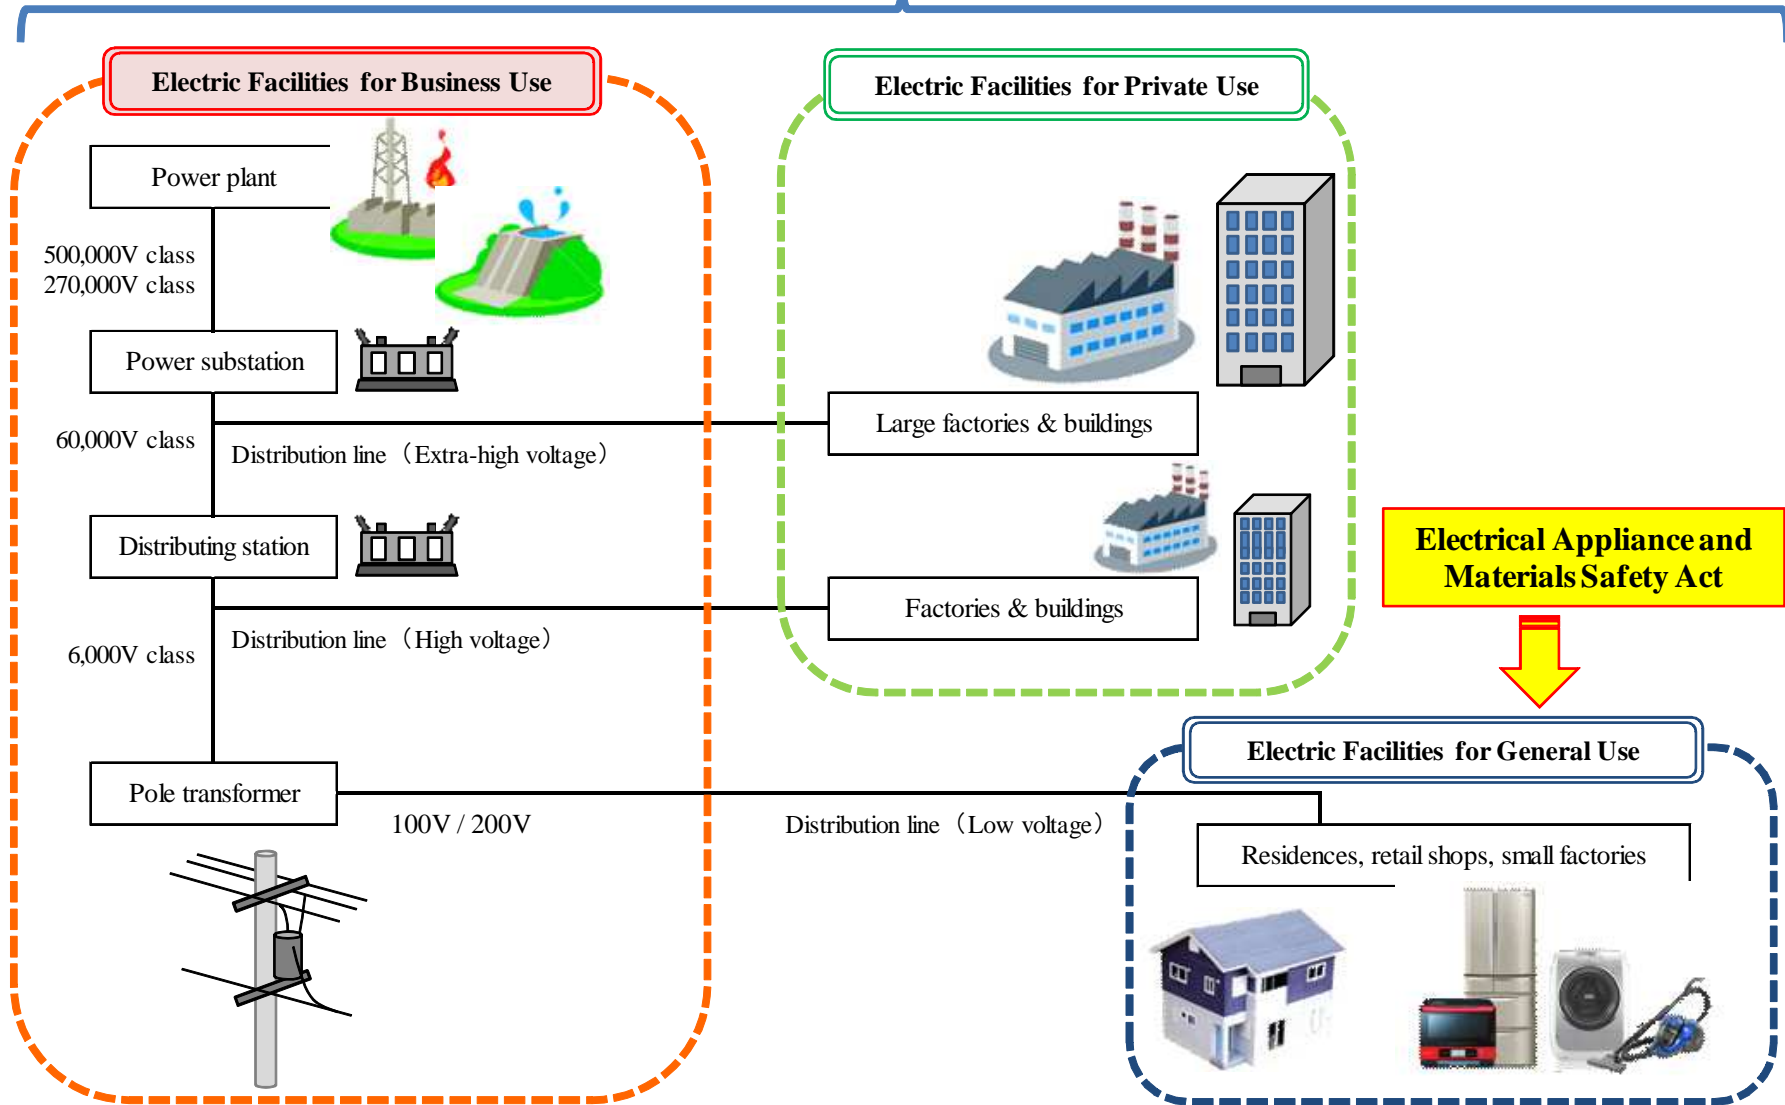 Electric Facilities for Business Use
Electric Facilities for Private Use
Power plant
500,000V class
270,000V class
Power substation
60,000V class
Distribution line（Extra-high voltage）
Large factories & buildings
Distributing station
Electrical Appliance and
Materials Safety Act
Factories & buildings
Distribution line（High voltage）
6,000V class
Electric Facilities for General Use
Pole transformer
100V / 200V
Distribution line（Low voltage）
Residences, retail shops, small factories